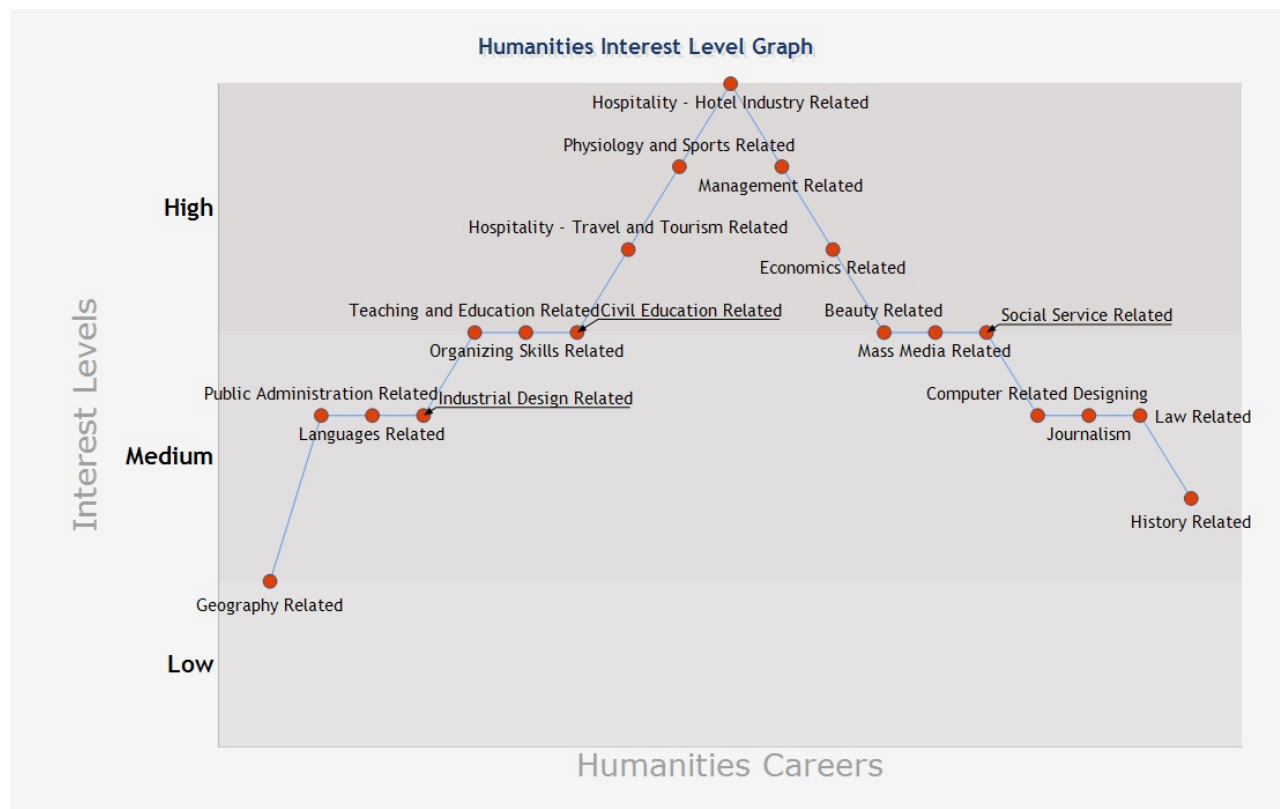 Humanities Interest Level Graph
Hospitality - Hotel Industry Related
Physiology and Sports Related
Management Related
High
Hospitality - Travel and Tourism Related
Economics Related
Teaching and Education Related
Civil Education Related
Beauty Related
Social Service Related
Organizing Skills Related
Mass Media Related
Public Administration Related
Industrial Design Related
Computer Related Designing
Law Related
Languages Related
Journalism
Medium
Interest Levels
History Related
Geography Related
Low
Humanities Careers